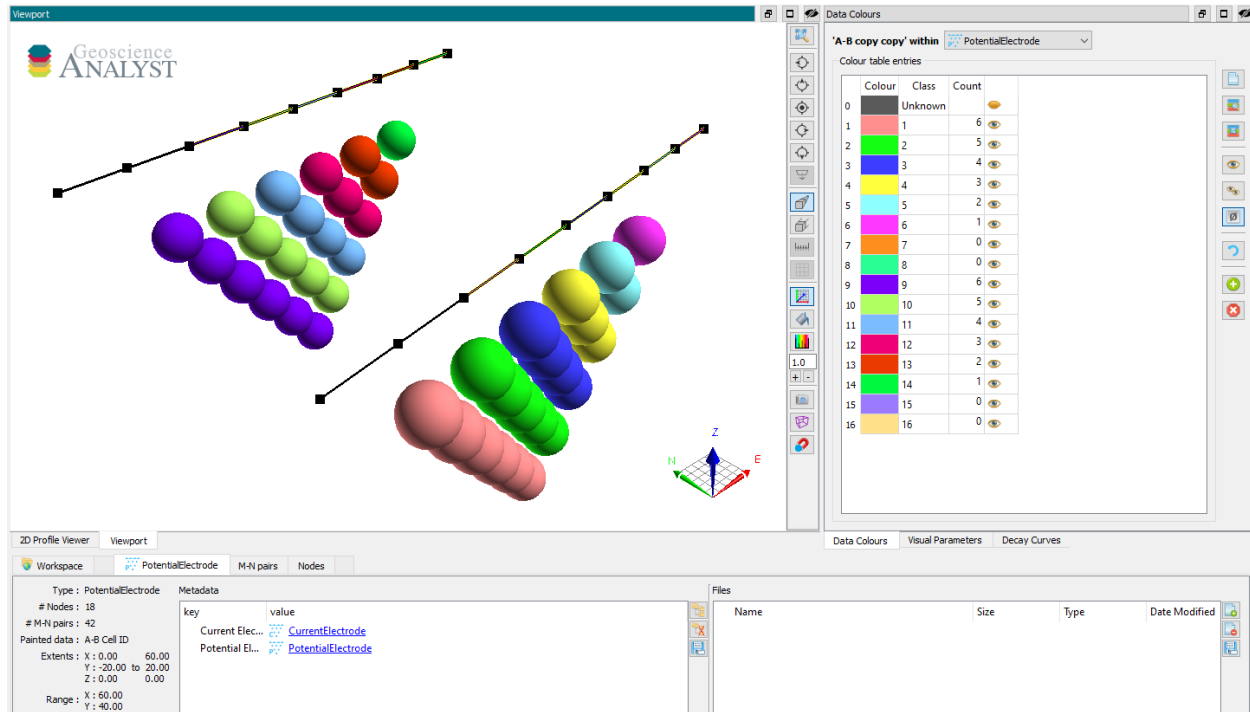 Viewport
Geoscience
ANALYST
Z
N
E
1.0
+ -
Data Colours
'A-B copy copy' within PotentialElectrode
Colour table entries
Colour Class Count
0 Unknown
1 1 6
2 2 5
3 3 4
4 4 3
5 5 2
6 6 1
7 7 0
8 8 0
9 9 6
10 10 5
11 11 4
12 12 3
13 13 2
14 14 1
15 15 0
16 16 0
2D Profile Viewer Viewport
Data Colours Visual Parameters Decay Curves
Workspace PotentialElectrode M-N pairs Nodes
Type : PotentialElectrode
# Nodes : 18
# M-N pairs : 42
Painted data : A-B Cell ID
Extents : X : 0.00 60.00
Y : -20.00 to 20.00
Z : 0.00 0.00
Range : X : 60.00
Y : 40.00
Metadata
key value
Current Elec... CurrentElectrode
Potential El... PotentialElectrode
Files
Name Size Type Date Modified